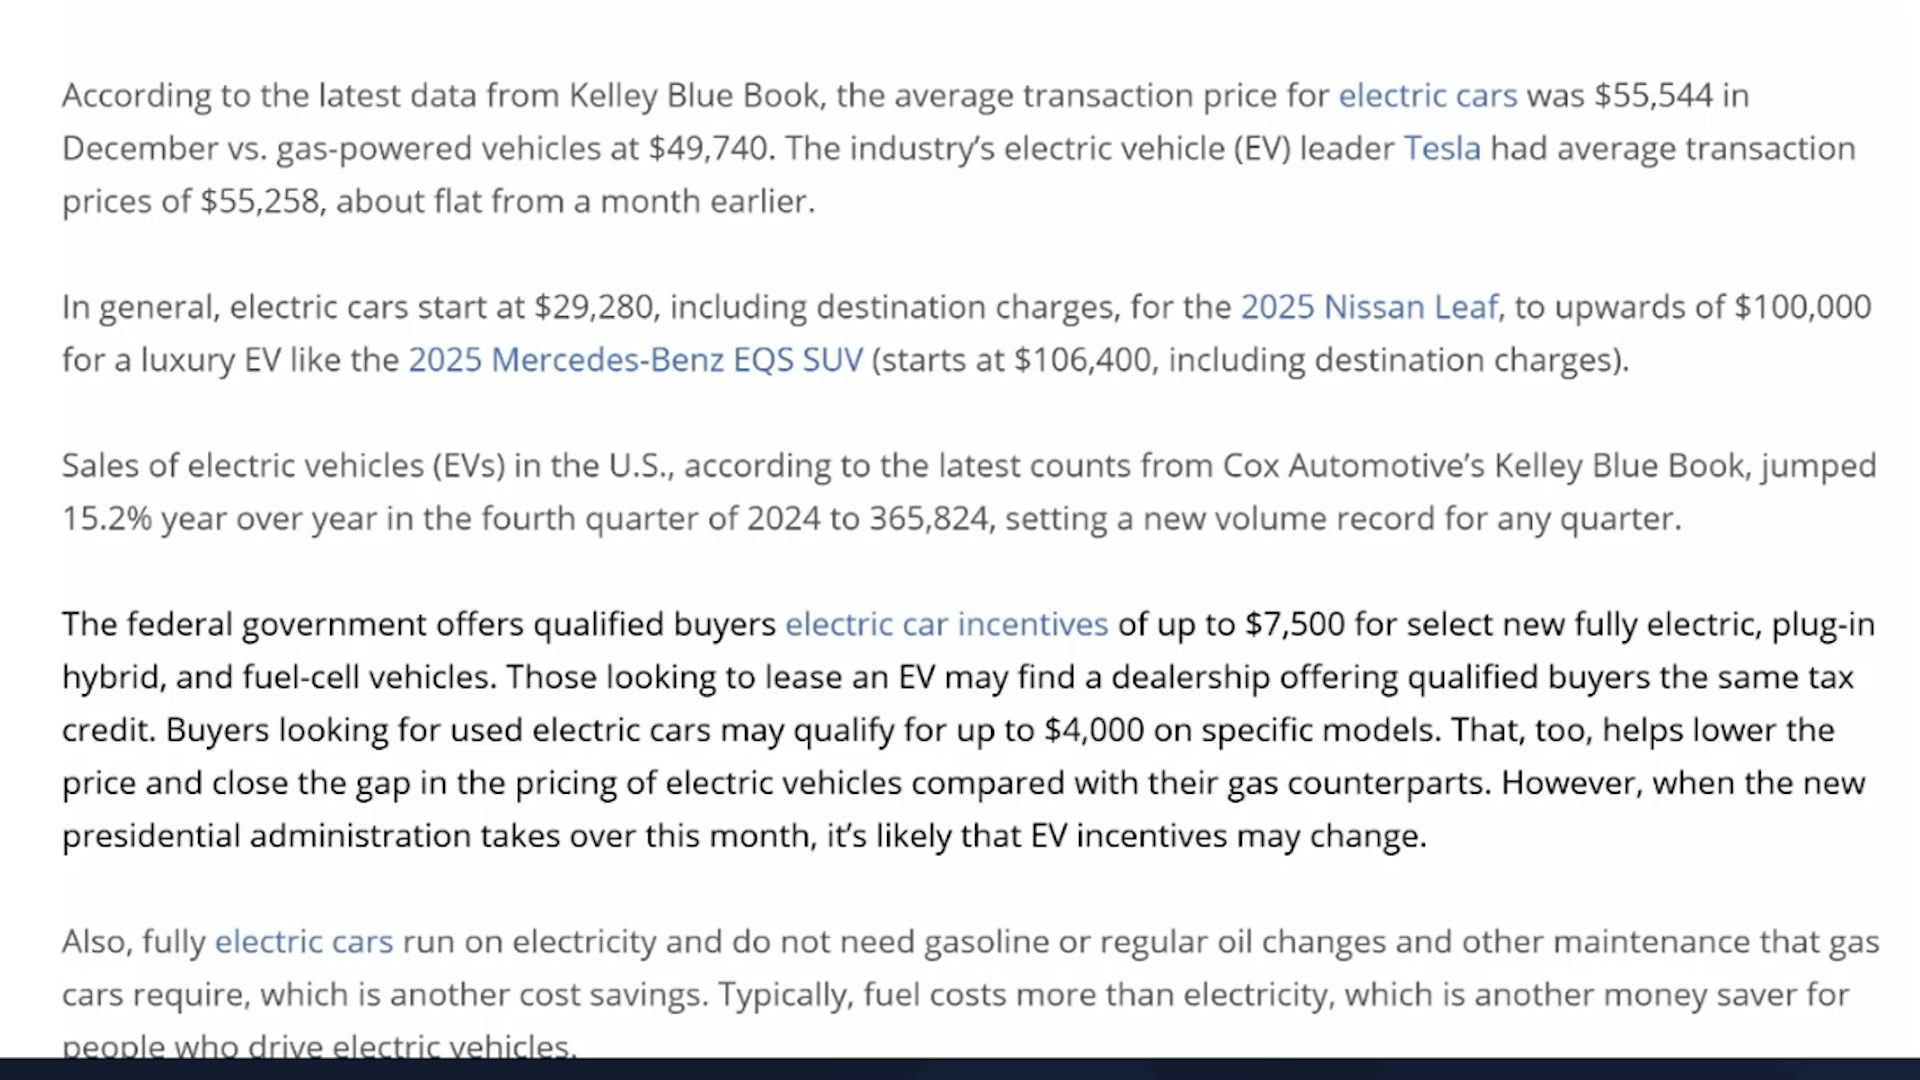 According to the latest data from Kelley Blue Book, the average transaction price for electric cars was $55,544 in
December vs. gas-powered vehicles at $49,740. The industry’s electric vehicle (EV) leader Tesla had average transaction
prices of $55,258, about flat from a month earlier.
In general, electric cars start at $29,280, including destination charges, for the 2025 Nissan Leaf, to upwards of $100,000
for a luxury EV like the 2025 Mercedes-Benz EQS SUV (starts at $106,400, including destination charges).
Sales of electric vehicles (EVs) in the U.S., according to the latest counts from Cox Automotive’s Kelley Blue Book, jumped
15.2% year over year in the fourth quarter of 2024 to 365,824, setting a new volume record for any quarter.
The federal government offers qualified buyers electric car incentives of up to $7,500 for select new fully electric, plug-in
hybrid, and fuel-cell vehicles. Those looking to lease an EV may find a dealership offering qualified buyers the same tax
credit. Buyers looking for used electric cars may qualify for up to $4,000 on specific models. That, too, helps lower the
price and close the gap in the pricing of electric vehicles compared with their gas counterparts. However, when the new
presidential administration takes over this month, it’s likely that EV incentives may change.
Also, fully electric cars run on electricity and do not need gasoline or regular oil changes and other maintenance that gas
cars require, which is another cost savings. Typically, fuel costs more than electricity, which is another money saver for
people who drive electric vehicles.